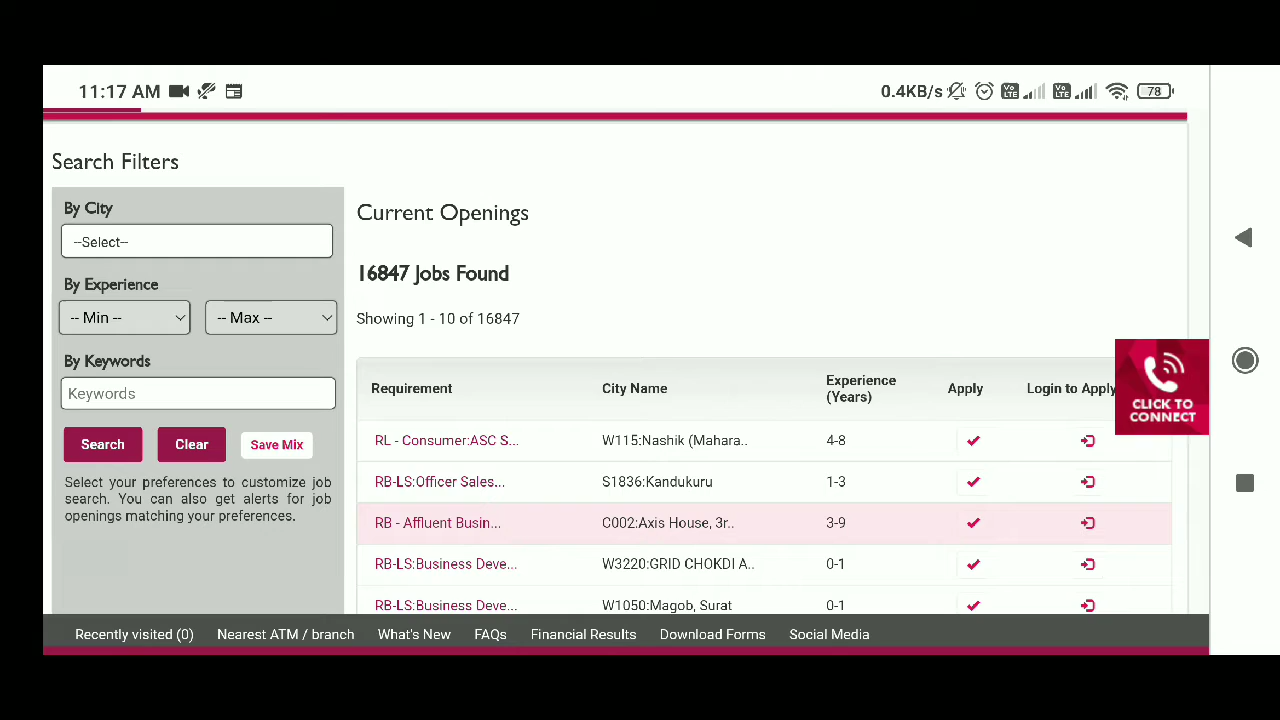 11:17 AM
0.4KB/s
Vo LTE
Vo LTE
78
Search Filters
By City
--Select--
By Experience
-- Min --
-- Max --
By Keywords
Keywords
Search
Clear
Save Mix
Select your preferences to customize job
search. You can also get alerts for job
openings matching your preferences.
Current Openings
16847 Jobs Found
Showing 1 - 10 of 16847
Requirement City Name Experience (Years) Apply Login to Apply
RL - Consumer:ASC S... W115:Nashik (Mahara.. 4-8
RB-LS:Officer Sales... S1836:Kandukuru 1-3
RB - Affluent Busin... C002:Axis House, 3r.. 3-9
RB-LS:Business Deve... W3220:GRID CHOKDI A.. 0-1
RB-LS:Business Deve... W1050:Magob, Surat 0-1
CLICK TO
CONNECT
Recently visited (0) Nearest ATM / branch What's New FAQs Financial Results Download Forms Social Media